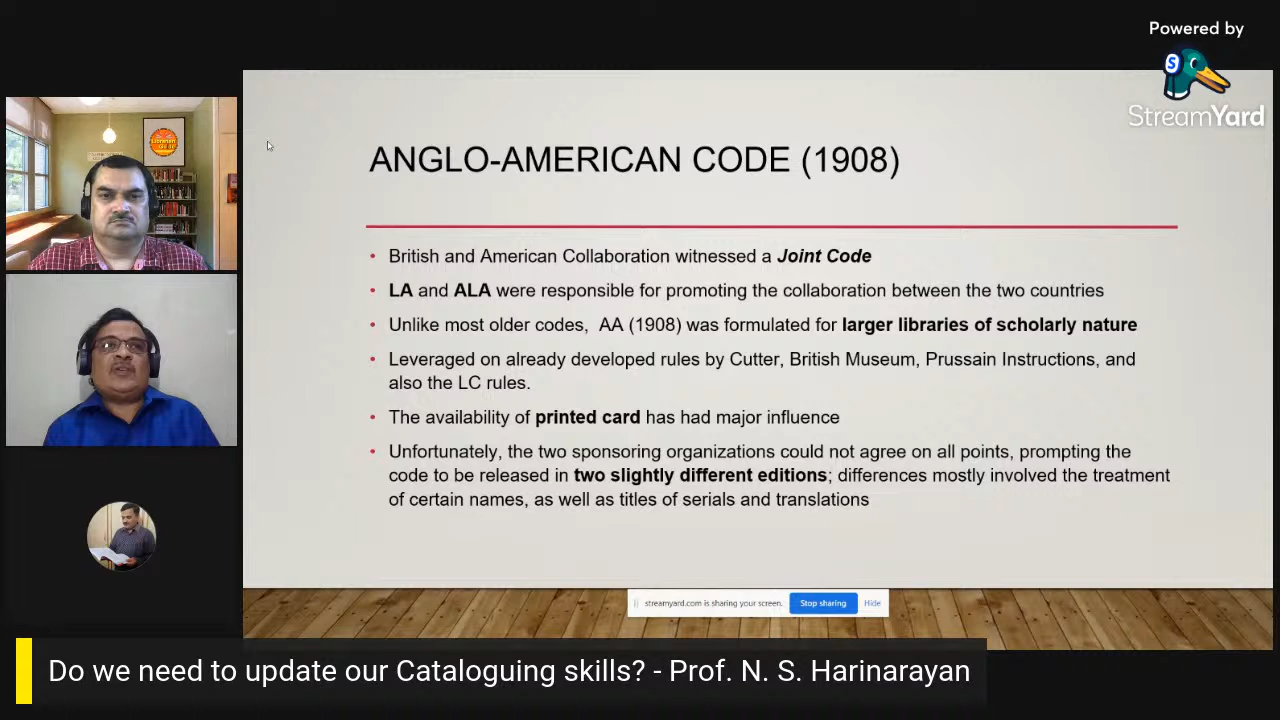 Powered by
StreamYard
ANGLO-AMERICAN CODE (1908)
• British and American Collaboration witnessed a Joint Code
• LA and ALA were responsible for promoting the collaboration between the two countries
• Unlike most older codes, AA (1908) was formulated for larger libraries of scholarly nature
• Leveraged on already developed rules by Cutter, British Museum, Prussain Instructions, and
also the LC rules.
• The availability of printed card has had major influence
• Unfortunately, the two sponsoring organizations could not agree on all points, prompting the
code to be released in two slightly different editions; differences mostly involved the treatment
of certain names, as well as titles of serials and translations
streamyard.com is sharing your screen. Stop sharing Hide
Do we need to update our Cataloguing skills? - Prof. N. S. Harinarayan